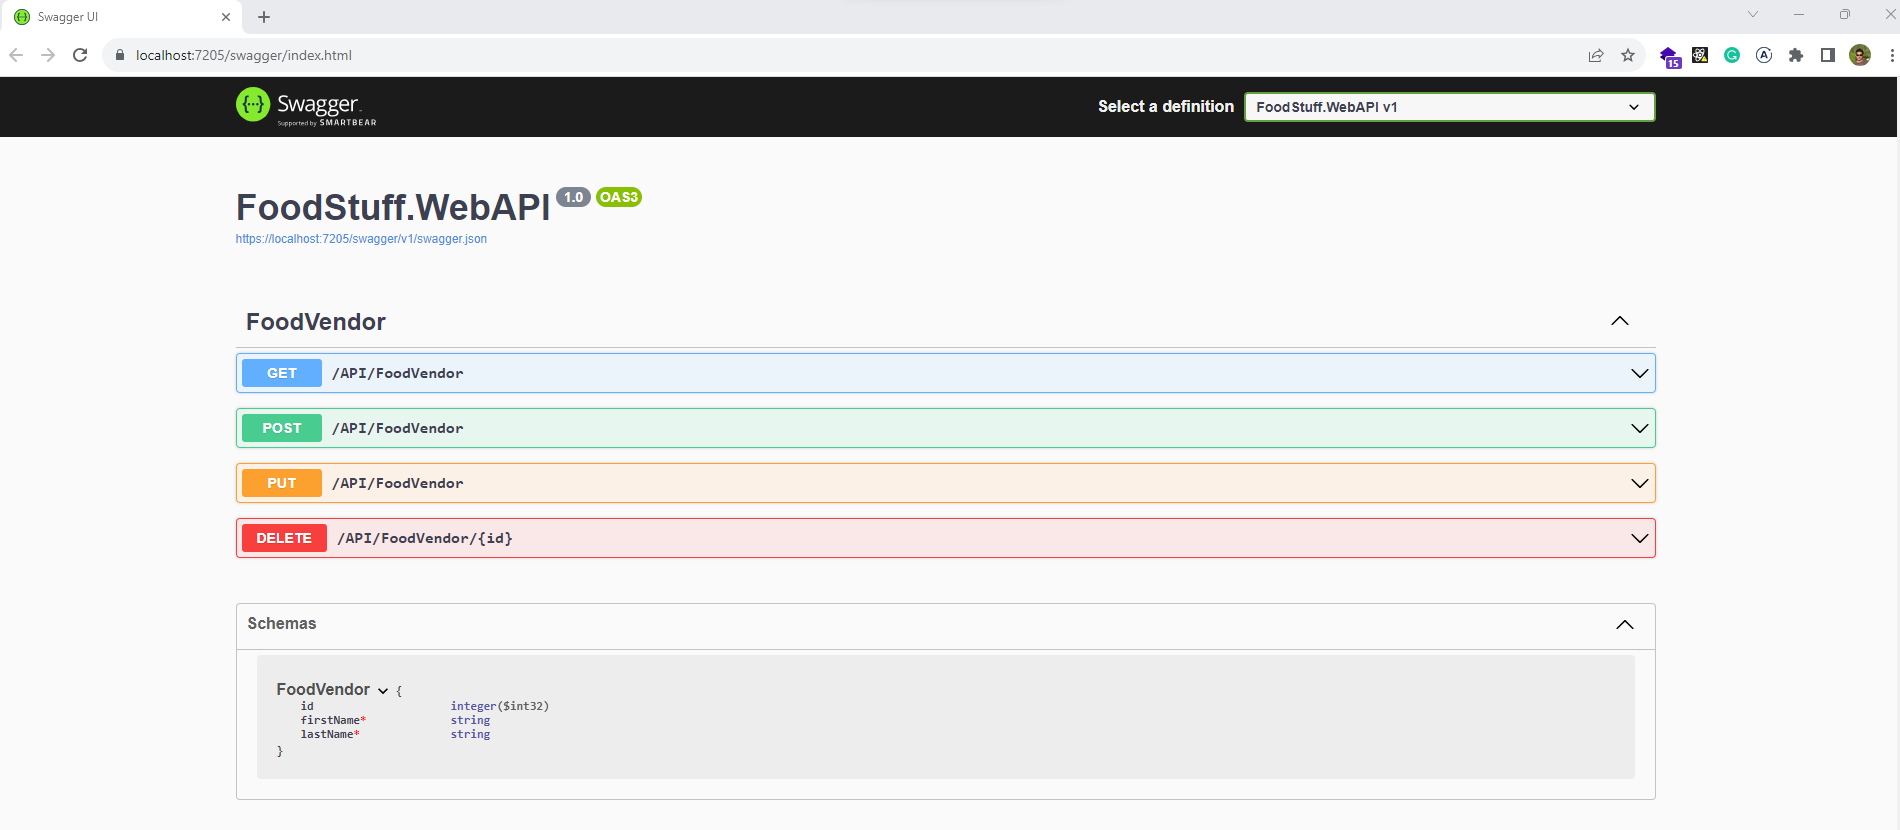 Swagger UI
localhost:7205/swagger/index.html
15
Swagger.
Supported by SMARTBEAR
Select a definition
FoodStuff.WebAPI v1
FoodStuff.WebAPI 1.0 OAS3
https://localhost:7205/swagger/v1/swagger.json
FoodVendor
GET /API/FoodVendor
POST /API/FoodVendor
PUT /API/FoodVendor
DELETE /API/FoodVendor/{id}
Schemas
FoodVendor {
id integer($int32)
firstName* string
lastName* string
}